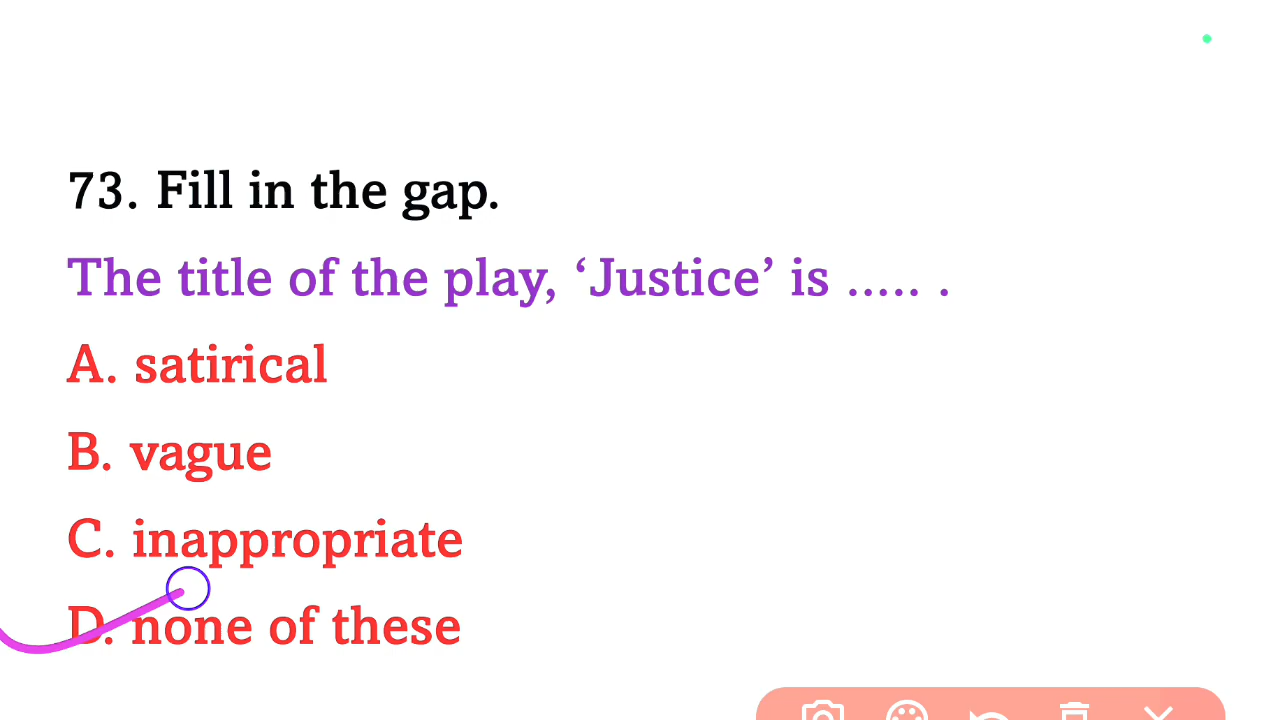 73. Fill in the gap.
The title of the play, ‘Justice’ is ..... .
A. satirical
B. vague
C. inappropriate
D. none of these